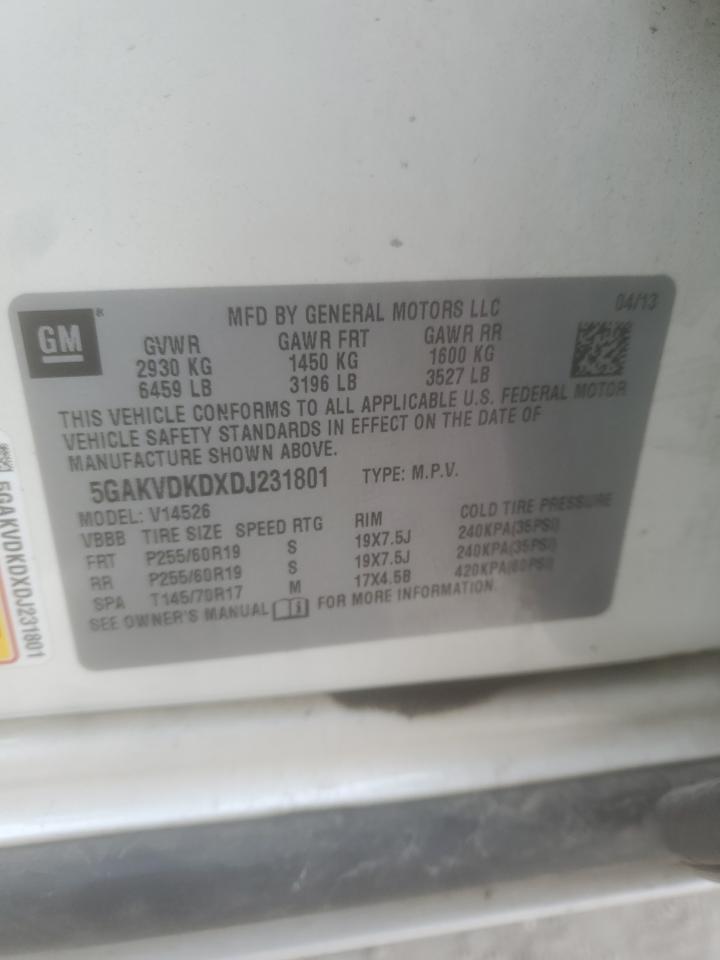 GM®
MFD BY GENERAL MOTORS LLC 04/13
GVWR GAWR FRT GAWR RR
2930 KG 1450 KG 1600 KG
6459 LB 3196 LB 3527 LB
THIS VEHICLE CONFORMS TO ALL APPLICABLE U.S. FEDERAL MOTOR
VEHICLE SAFETY STANDARDS IN EFFECT ON THE DATE OF
MANUFACTURE SHOWN ABOVE.
5GAKVDKDXDJ231801 TYPE: M.P.V.
MODEL: V14526
VBBB TIRE SIZE SPEED RTG RIM COLD TIRE PRESSURE
FRT P255/60R19 S 19X7.5J 240KPA(35PSI)
RR P255/60R19 S 19X7.5J 240KPA(35PSI)
SPA T145/70R17 M 17X4.5B 420KPA(60PSI)
SEE OWNER'S MANUAL FOR MORE INFORMATION.
5GAKVDKDXDJ231801